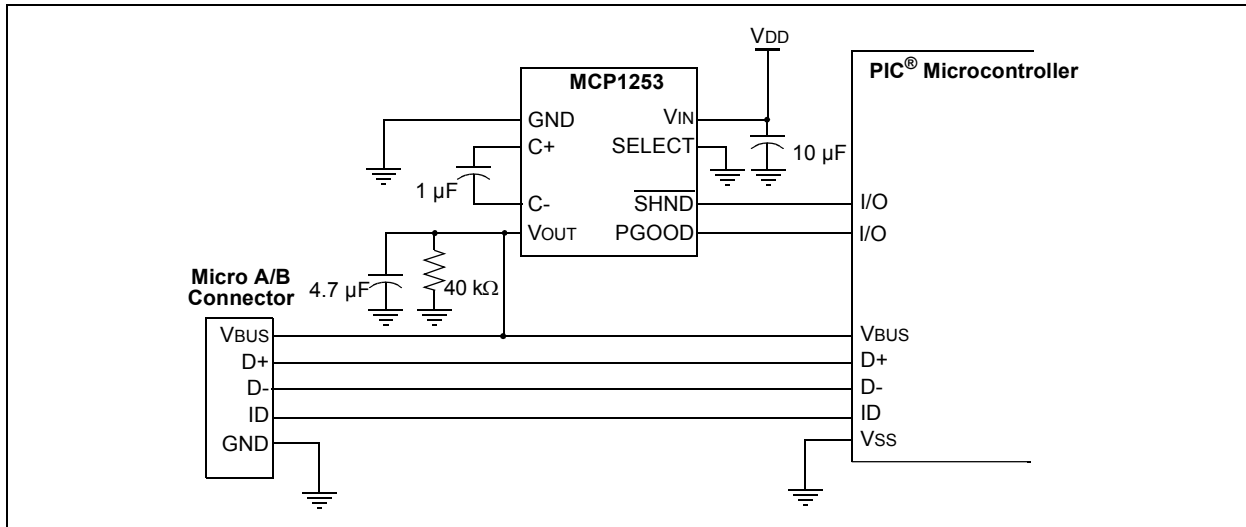 VDD
PIC® Microcontroller
MCP1253
GND
VIN
C+
SELECT
10 µF
1 µF
C-
SHND
I/O
VOUT
PGOOD
I/O
Micro A/B
Connector
4.7 µF
40 kΩ
VBUS
VBUS
D+
D+
D-
D-
ID
ID
GND
VSS